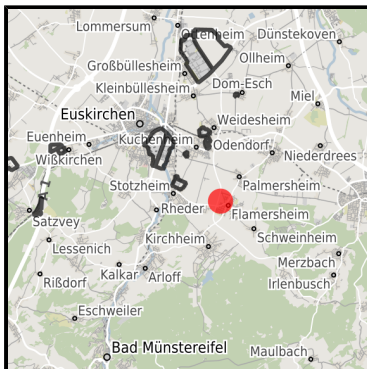 Lommersum
Ottenheim
Dünstekoven
Großbüllesheim
Ollheim
Kleinbüllesheim
Dom-Esch
Miel
Euskirchen
Weidesheim
Euenheim
Kuchenheim
Odendorf
Wißkirchen
Niederdrees
Stotzheim
Palmersheim
Satzvey
Rheder
Flamersheim
Schweinheim
Lessenich
Kirchheim
Merzbach
Kalkar
Arloff
Rißdorf
Irlenbusch
Eschweiler
Bad Münstereifel
Maulbach